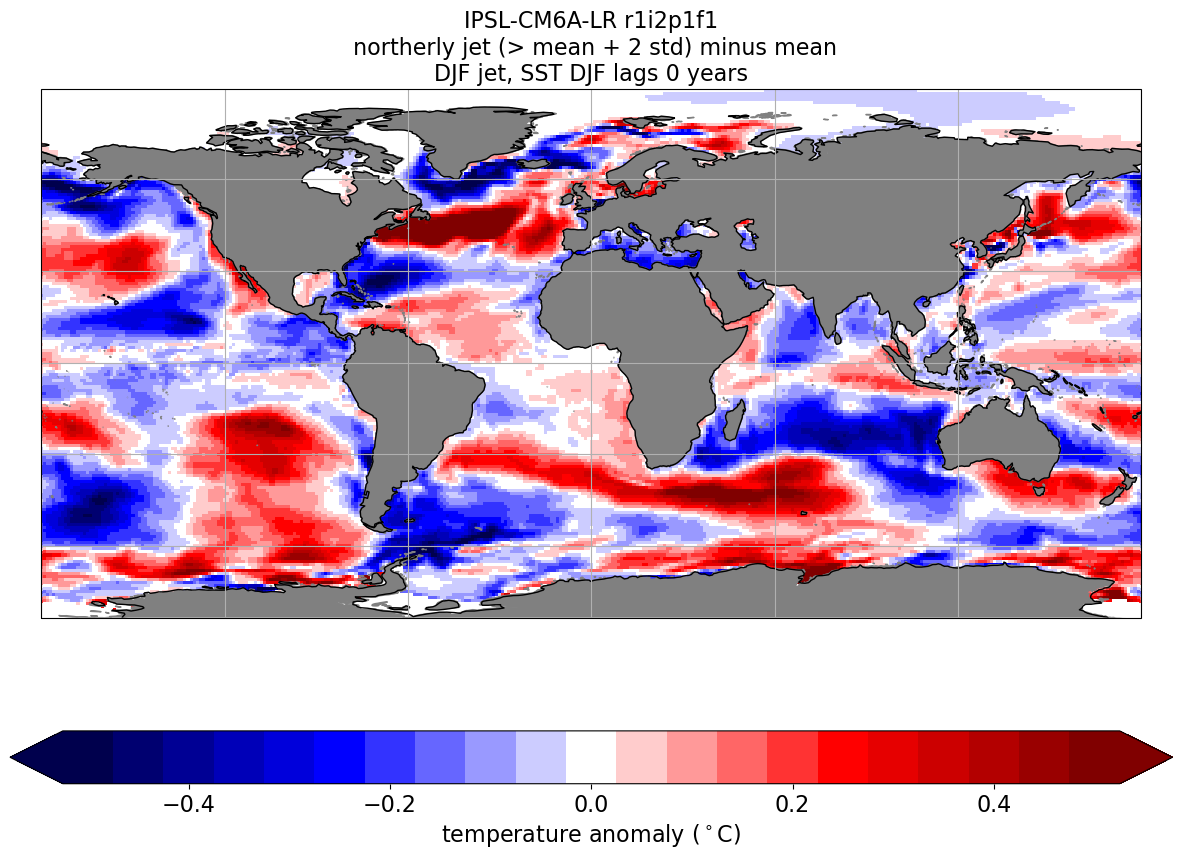 IPSL-CM6A-LR r1i2p1f1
northerly jet (> mean + 2 std) minus mean
DJF jet, SST DJF lags 0 years
−0.4 −0.2 0.0 0.2 0.4
temperature anomaly (°C)